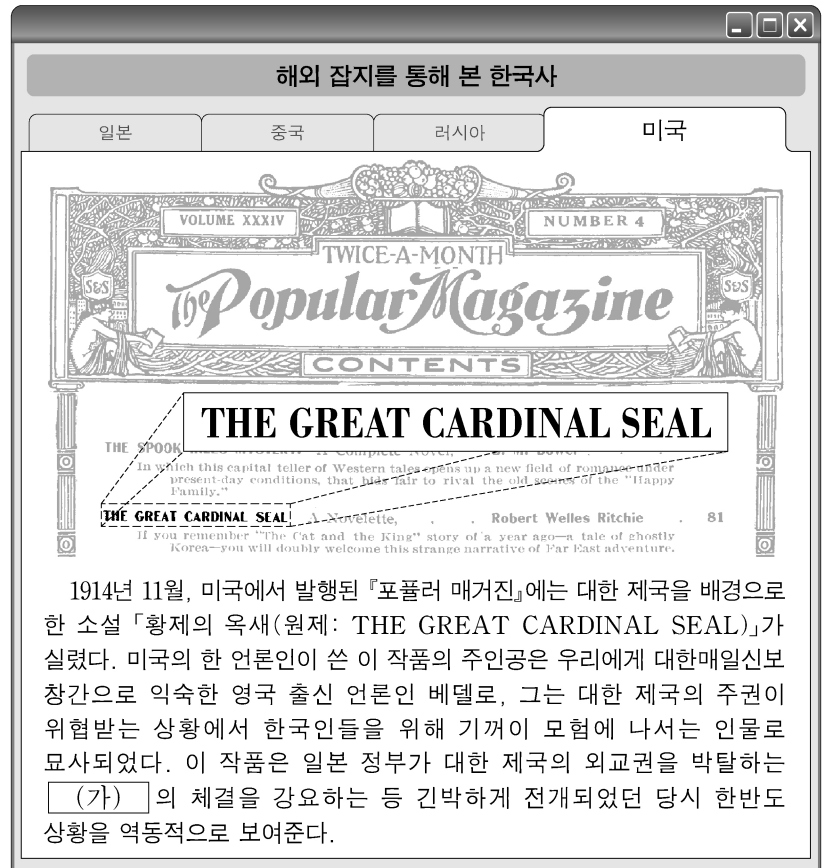 해외 잡지를 통해 본 한국사
일본
중국
러시아
미국
VOLUME XXXIV
NUMBER 4
TWICE-A-MONTH
The Popular Magazine
S&S
S&S
CONTENTS
THE GREAT CARDINAL SEAL
THE SPOOK
In which this capital teller of Western tales opens up a new field of romance under
present-day conditions, that bids fair to rival the old scenes of the "Happy
Family."
THE GREAT CARDINAL SEAL, A Novelette, . . Robert Welles Ritchie . 81
If you remember "The Cat and the King" story of a year ago—a tale of ghostly
Korea—you will doubly welcome this strange narrative of Far East adventure.
1914년 11월, 미국에서 발행된 『포퓰러 매거진』에는 대한 제국을 배경으로
한 소설 「황제의 옥새(원제: THE GREAT CARDINAL SEAL)」가
실렸다. 미국의 한 언론인이 쓴 이 작품의 주인공은 우리에게 대한매일신보
창간으로 익숙한 영국 출신 언론인 베델로, 그는 대한 제국의 주권이
위협받는 상황에서 한국인들을 위해 기꺼이 모험에 나서는 인물로
묘사되었다. 이 작품은 일본 정부가 대한 제국의 외교권을 박탈하는
(가) 의 체결을 강요하는 등 긴박하게 전개되었던 당시 한반도
상황을 역동적으로 보여준다.